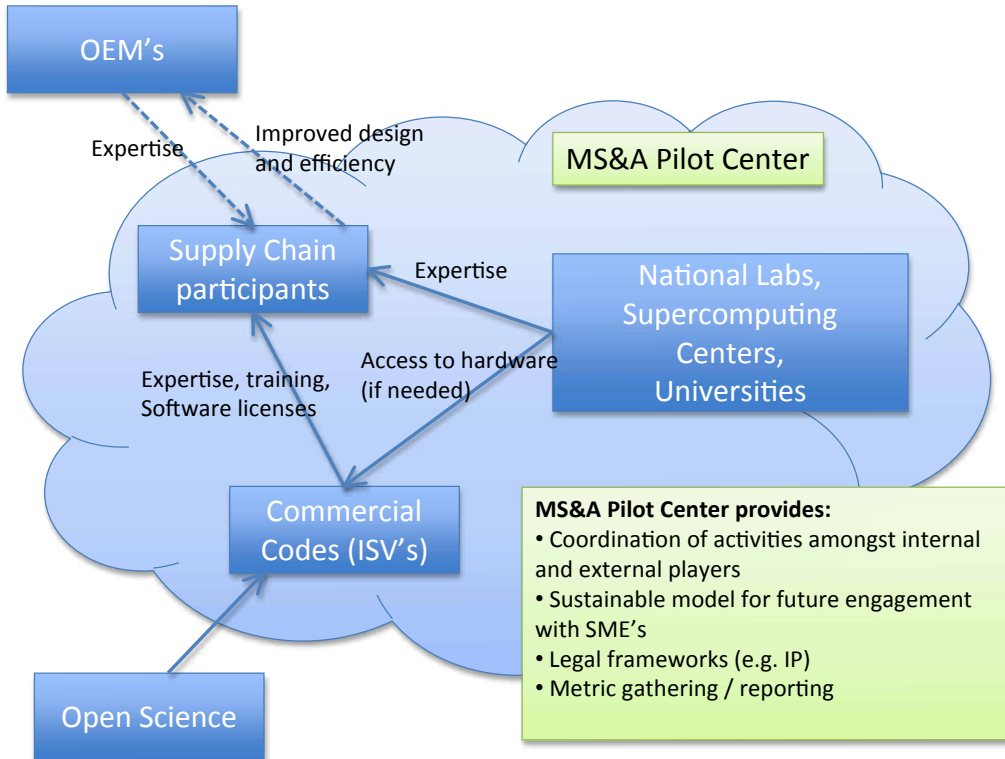 OEM's
Expertise
Improved design
and efficiency
MS&A Pilot Center
Supply Chain
participants
Expertise
National Labs,
Supercomputing
Centers,
Universities
Access to hardware
(if needed)
Expertise, training,
Software licenses
Commercial
Codes (ISV's)
MS&A Pilot Center provides:
• Coordination of activities amongst internal
and external players
• Sustainable model for future engagement
with SME's
• Legal frameworks (e.g. IP)
• Metric gathering / reporting
Open Science